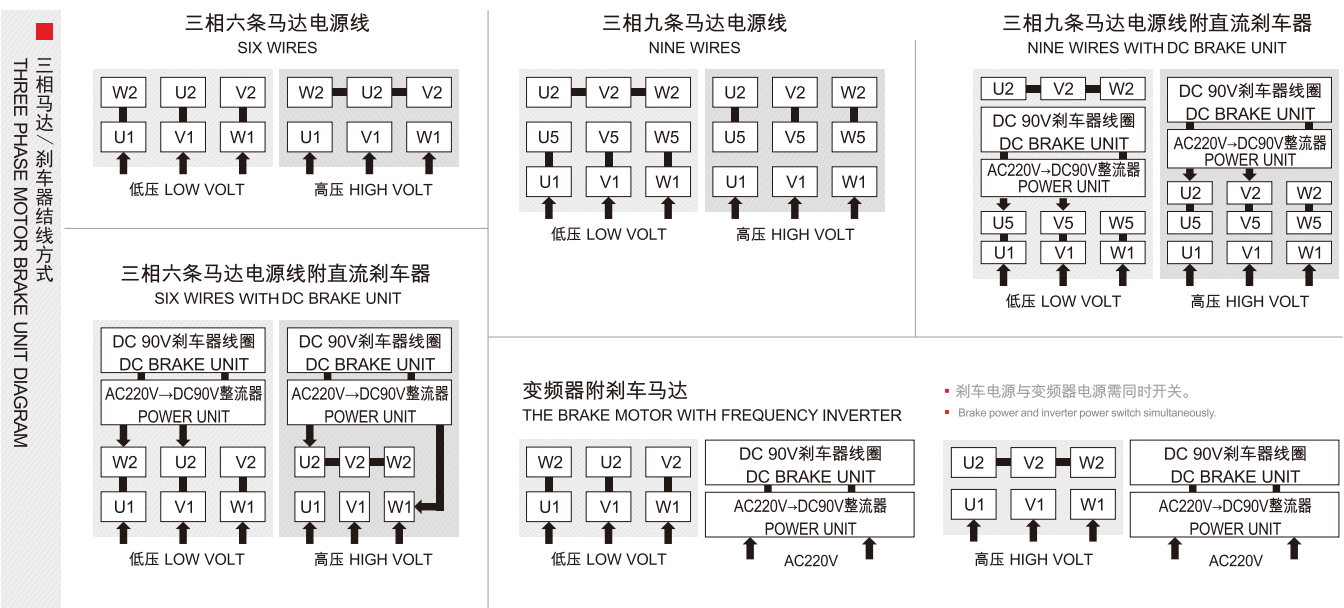 三相马达/刹车器结线方式
THREE PHASE MOTOR BRAKE UNIT DIAGRAM
三相六条马达电源线
SIX WIRES
W2 U2 V2
U1 V1 W1
低压 LOW VOLT
W2 U2 V2
U1 V1 W1
高压 HIGH VOLT
三相九条马达电源线
NINE WIRES
U2 V2 W2
U5 V5 W5
U1 V1 W1
低压 LOW VOLT
U2 V2 W2
U5 V5 W5
U1 V1 W1
高压 HIGH VOLT
三相九条马达电源线附直流刹车器
NINE WIRES WITH DC BRAKE UNIT
U2 V2 W2
DC 90V刹车器线圈
DC BRAKE UNIT
AC220V→DC90V整流器
POWER UNIT
U5 V5 W5
U1 V1 W1
低压 LOW VOLT
DC 90V刹车器线圈
DC BRAKE UNIT
AC220V→DC90V整流器
POWER UNIT
U2 V2 W2
U5 V5 W5
U1 V1 W1
高压 HIGH VOLT
三相六条马达电源线附直流刹车器
SIX WIRES WITH DC BRAKE UNIT
DC 90V刹车器线圈
DC BRAKE UNIT
AC220V→DC90V整流器
POWER UNIT
W2 U2 V2
U1 V1 W1
低压 LOW VOLT
DC 90V刹车器线圈
DC BRAKE UNIT
AC220V→DC90V整流器
POWER UNIT
U2 V2 W2
U1 V1 W1
高压 HIGH VOLT
变频器附刹车马达
THE BRAKE MOTOR WITH FREQUENCY INVERTER
刹车电源与变频器电源需同时开关。
Brake power and inverter power switch simultaneously.
W2 U2 V2
U1 V1 W1
低压 LOW VOLT
DC 90V刹车器线圈
DC BRAKE UNIT
AC220V→DC90V整流器
POWER UNIT
AC220V
U2 V2 W2
U1 V1 W1
高压 HIGH VOLT
DC 90V刹车器线圈
DC BRAKE UNIT
AC220V→DC90V整流器
POWER UNIT
AC220V